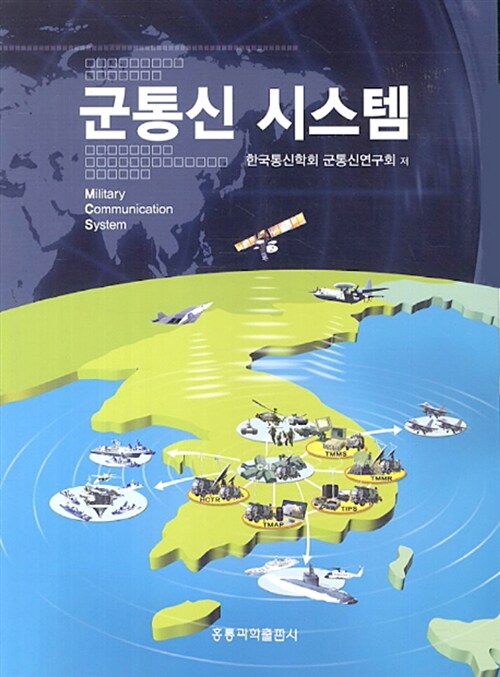 군통신 시스템
한국통신학회 군통신연구회 저
Military
Communication
System
TMMS
TMMR
HCTR
TIPS
TMAP
홍릉과학출판사